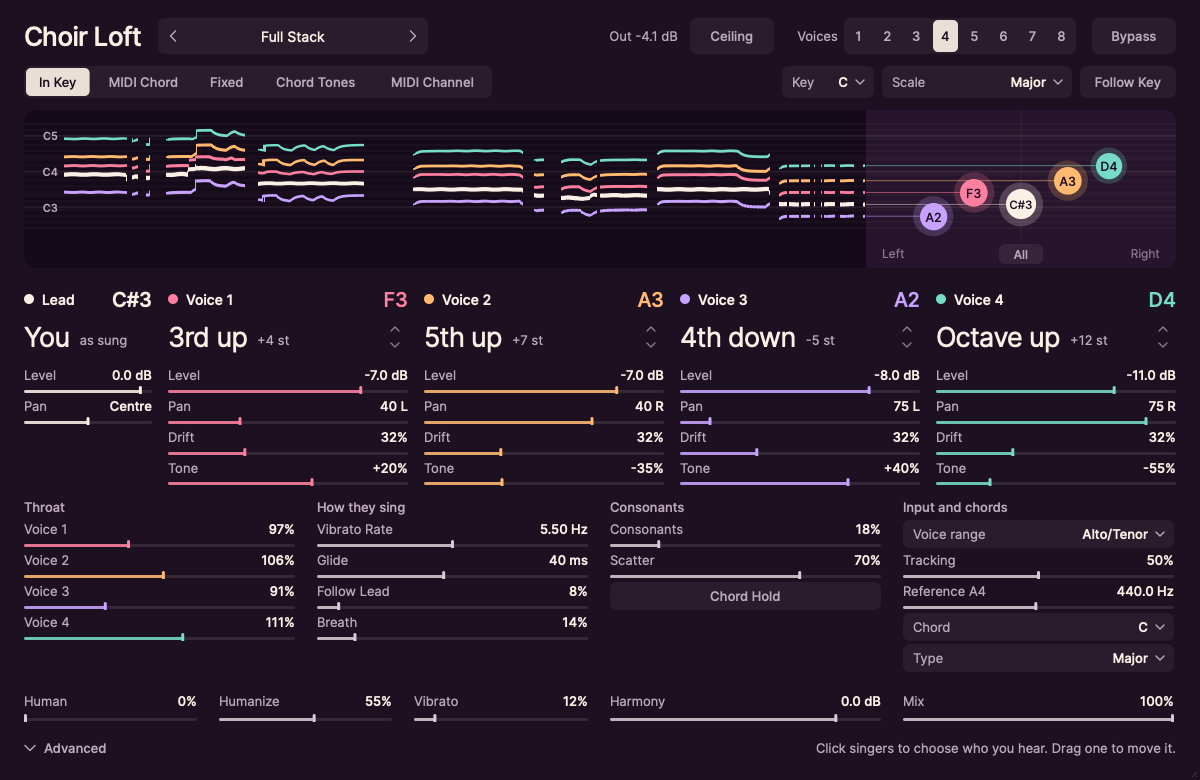 Choir Loft
Full Stack
Out -4.1 dB
Ceiling
Voices 1 2 3 4 5 6 7 8
Bypass
In Key
MIDI Chord
Fixed
Chord Tones
MIDI Channel
Key C
Scale Major
Follow Key
C5
C4
C3
A2
F3
C#3
A3
D4
Left
All
Right
Lead C#3
You as sung
Level 0.0 dB
Pan Centre
Voice 1 F3
3rd up +4 st
Level -7.0 dB
Pan 40 L
Drift 32%
Tone +20%
Voice 2 A3
5th up +7 st
Level -7.0 dB
Pan 40 R
Drift 32%
Tone -35%
Voice 3 A2
4th down -5 st
Level -8.0 dB
Pan 75 L
Drift 32%
Tone +40%
Voice 4 D4
Octave up +12 st
Level -11.0 dB
Pan 75 R
Drift 32%
Tone -55%
Throat
Voice 1 97%
Voice 2 106%
Voice 3 91%
Voice 4 111%
How they sing
Vibrato Rate 5.50 Hz
Glide 40 ms
Follow Lead 8%
Breath 14%
Consonants
Consonants 18%
Scatter 70%
Chord Hold
Input and chords
Voice range Alto/Tenor
Tracking 50%
Reference A4 440.0 Hz
Chord C
Type Major
Human 0%
Humanize 55%
Vibrato 12%
Harmony 0.0 dB
Mix 100%
Advanced
Click singers to choose who you hear. Drag one to move it.